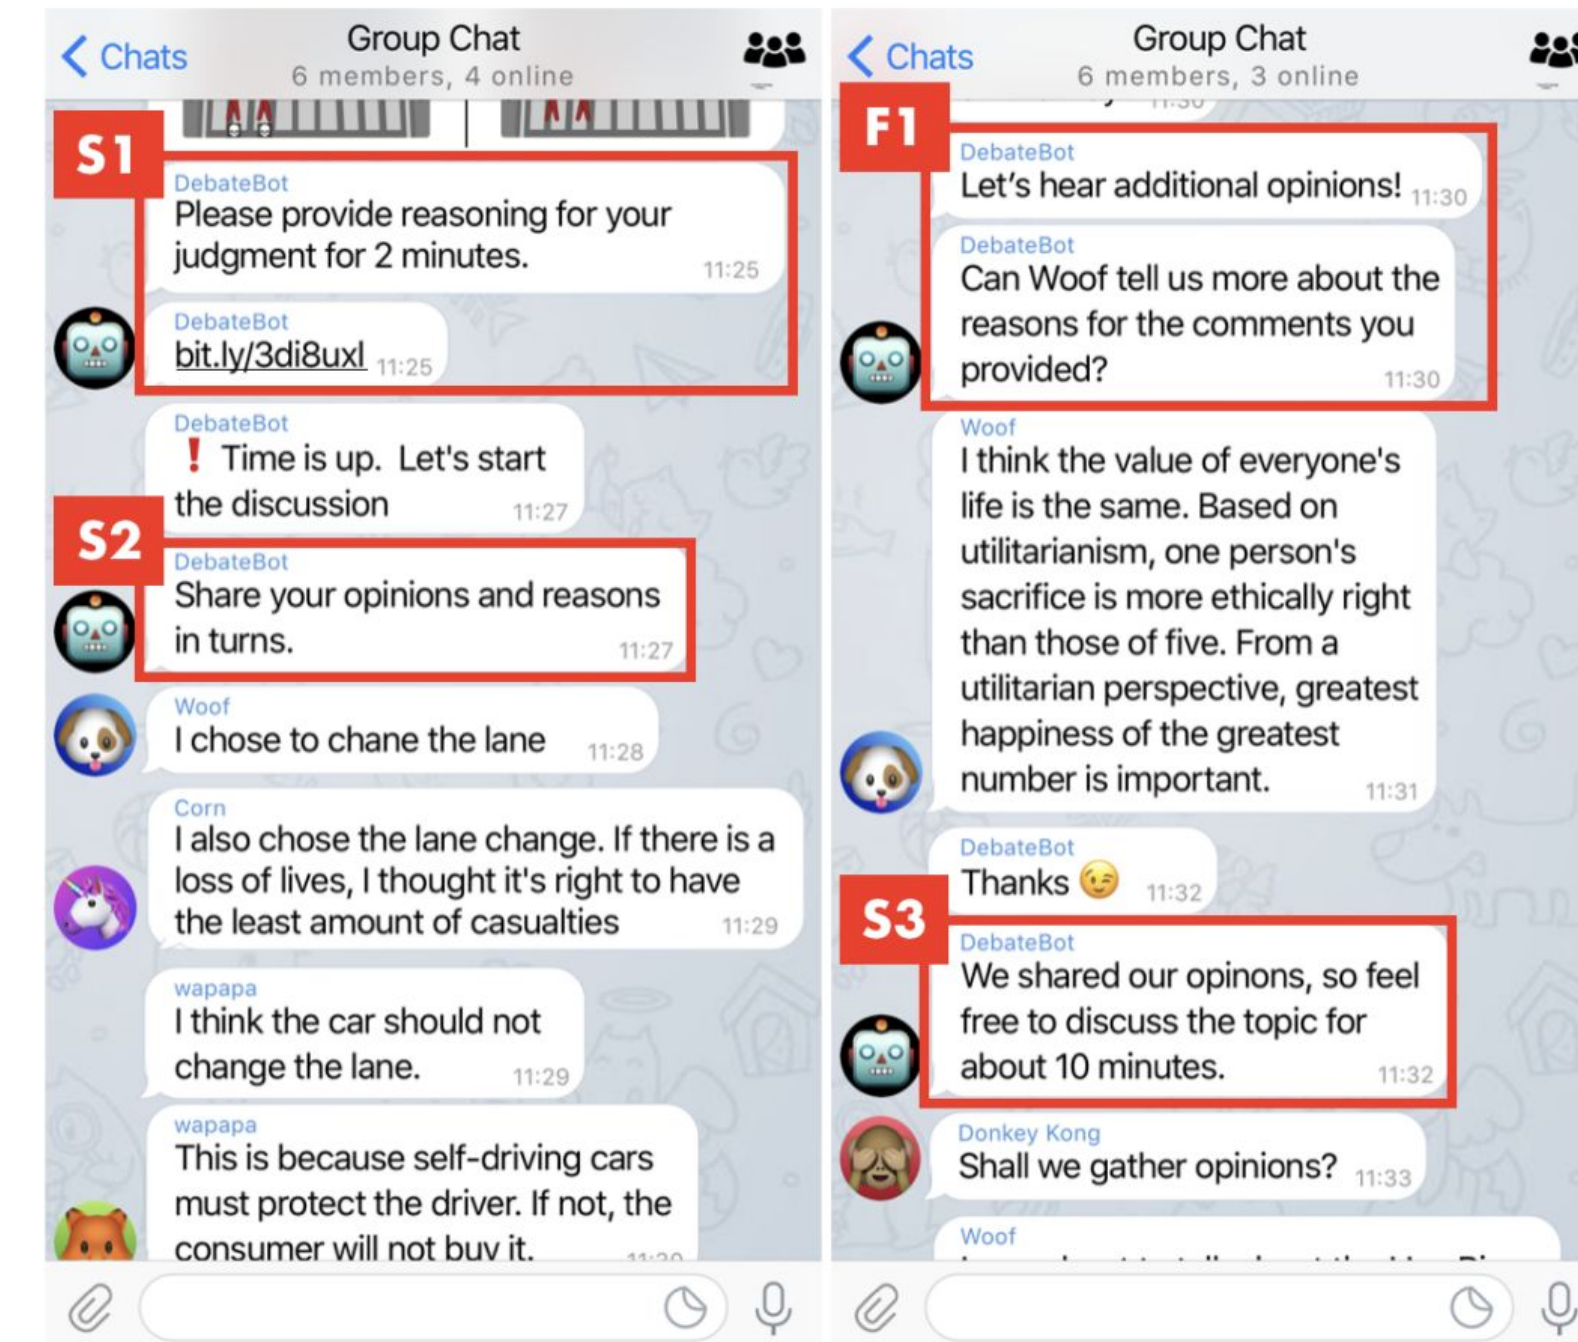 Chats
Group Chat
6 members, 4 online
S1
DebateBot
Please provide reasoning for your
judgment for 2 minutes.
11:25
DebateBot
bit.ly/3di8uxl 11:25
DebateBot
❗ Time is up. Let's start
the discussion 11:27
S2
DebateBot
Share your opinions and reasons
in turns. 11:27
Woof
I chose to chane the lane 11:28
Corn
I also chose the lane change. If there is a
loss of lives, I thought it's right to have
the least amount of casualties 11:29
wapapa
I think the car should not
change the lane. 11:29
wapapa
This is because self-driving cars
must protect the driver. If not, the
consumer will not buy it. 11:30
Chats
Group Chat
6 members, 3 online
11:30
F1
DebateBot
Let's hear additional opinions! 11:30
DebateBot
Can Woof tell us more about the
reasons for the comments you
provided? 11:30
Woof
I think the value of everyone's
life is the same. Based on
utilitarianism, one person's
sacrifice is more ethically right
than those of five. From a
utilitarian perspective, greatest
happiness of the greatest
number is important. 11:31
DebateBot
Thanks 😉 11:32
S3
DebateBot
We shared our opinons, so feel
free to discuss the topic for
about 10 minutes. 11:32
Donkey Kong
Shall we gather opinions? 11:33
Woof